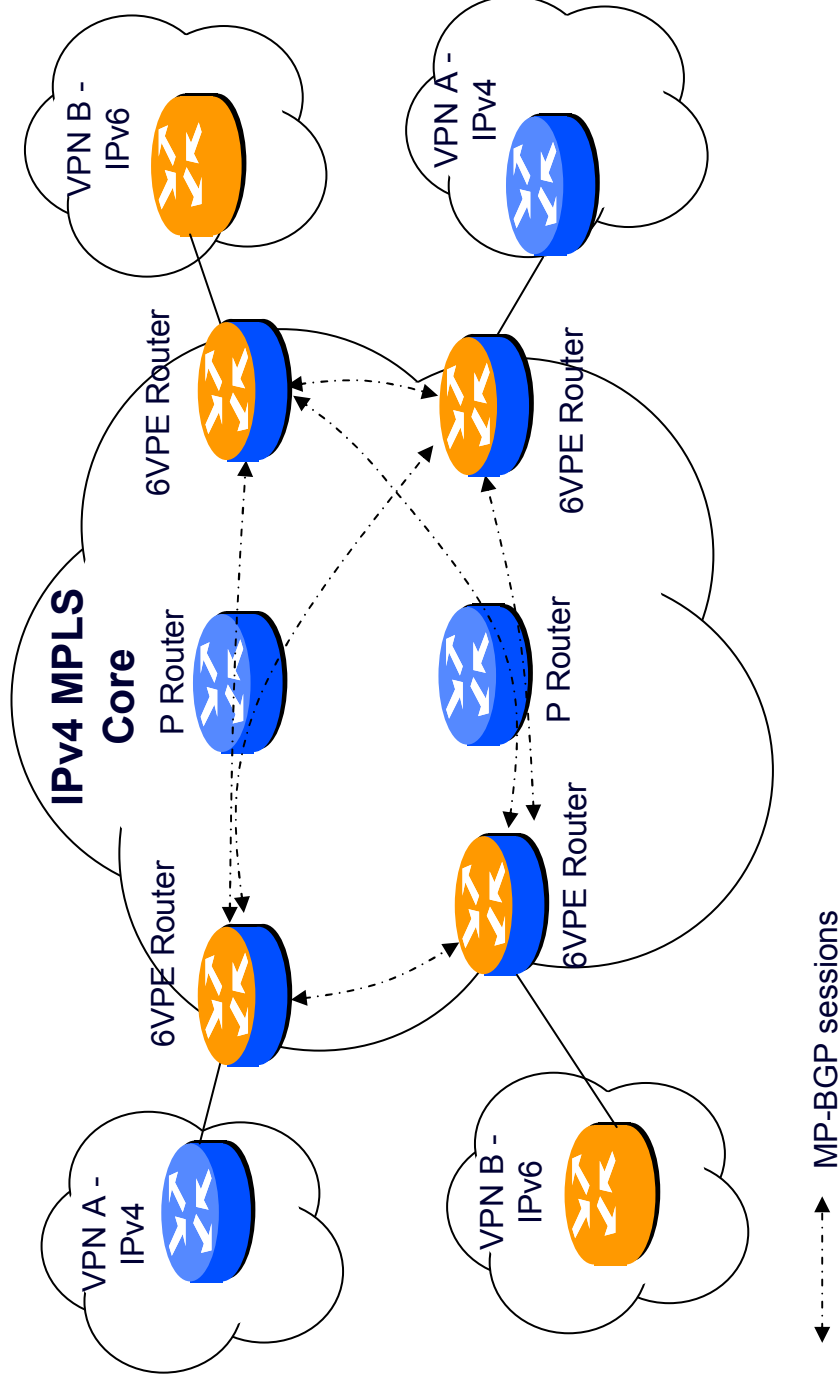 IPv4 MPLS
Core
VPN A -
IPv4
6VPE Router
P Router
6VPE Router
VPN B -
IPv6
VPN B -
IPv6
6VPE Router
P Router
6VPE Router
VPN A -
IPv4
MP-BGP sessions